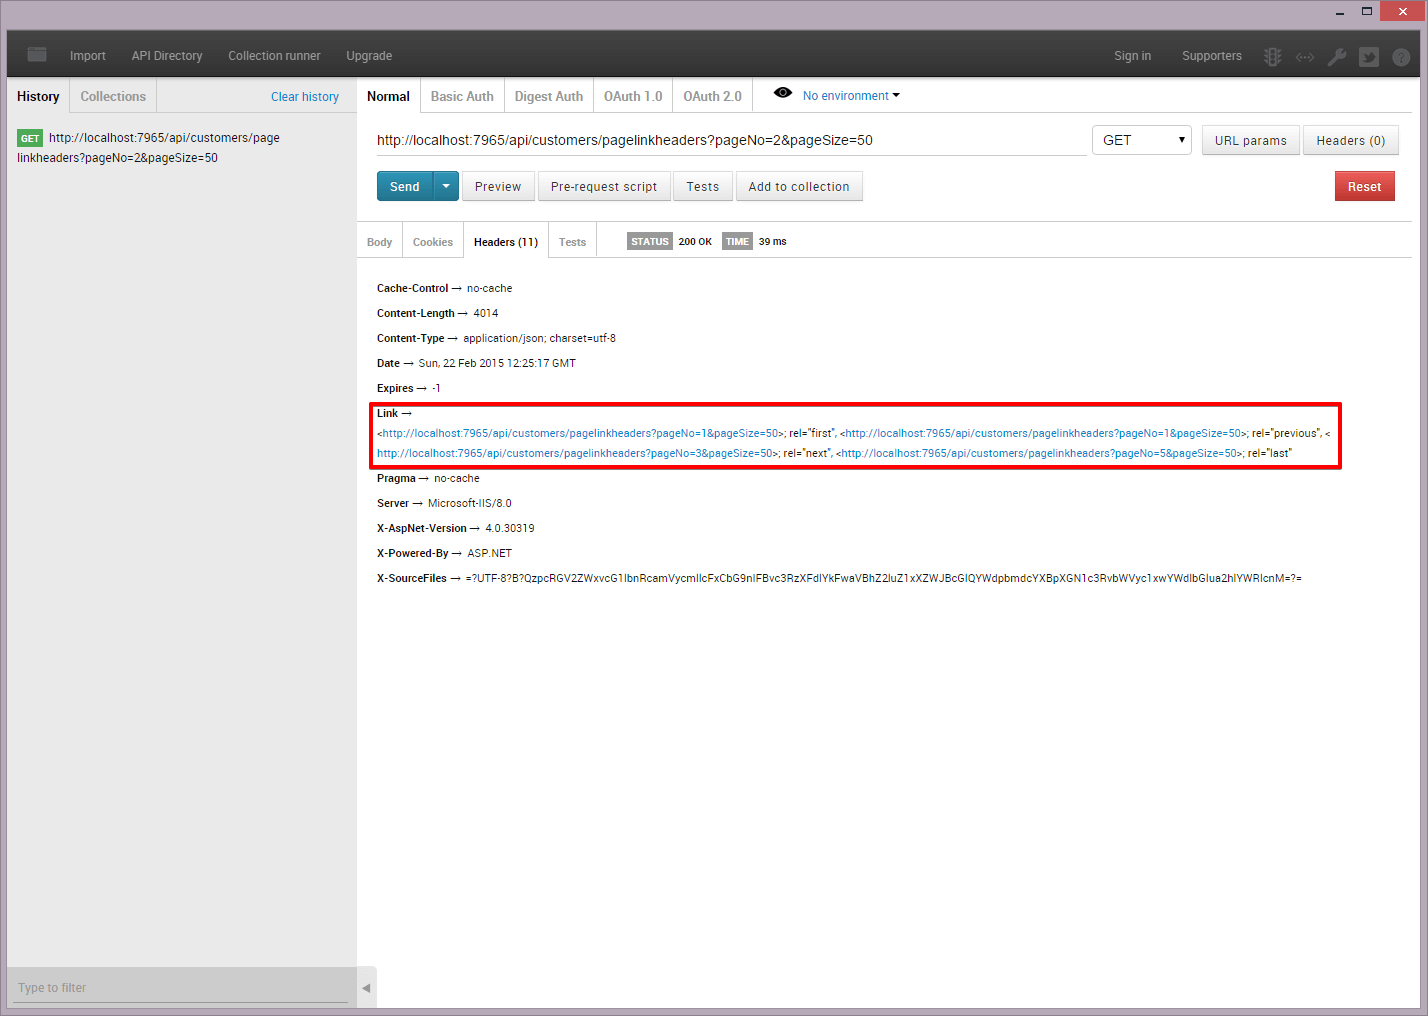 Import API Directory Collection runner Upgrade Sign in Supporters
History Collections Clear history
GET http://localhost:7965/api/customers/page
linkheaders?pageNo=2&pageSize=50
Type to filter
Normal Basic Auth Digest Auth OAuth 1.0 OAuth 2.0 No environment
http://localhost:7965/api/customers/pagelinkheaders?pageNo=2&pageSize=50 GET URL params Headers (0)
Send Preview Pre-request script Tests Add to collection Reset
Body Cookies Headers (11) Tests STATUS 200 OK TIME 39 ms
Cache-Control → no-cache
Content-Length → 4014
Content-Type → application/json; charset=utf-8
Date → Sun, 22 Feb 2015 12:25:17 GMT
Expires → -1
Link →
<http://localhost:7965/api/customers/pagelinkheaders?pageNo=1&pageSize=50>; rel="first", <http://localhost:7965/api/customers/pagelinkheaders?pageNo=1&pageSize=50>; rel="previous", <
http://localhost:7965/api/customers/pagelinkheaders?pageNo=3&pageSize=50>; rel="next", <http://localhost:7965/api/customers/pagelinkheaders?pageNo=5&pageSize=50>; rel="last"
Pragma → no-cache
Server → Microsoft-IIS/8.0
X-AspNet-Version → 4.0.30319
X-Powered-By → ASP.NET
X-SourceFiles →